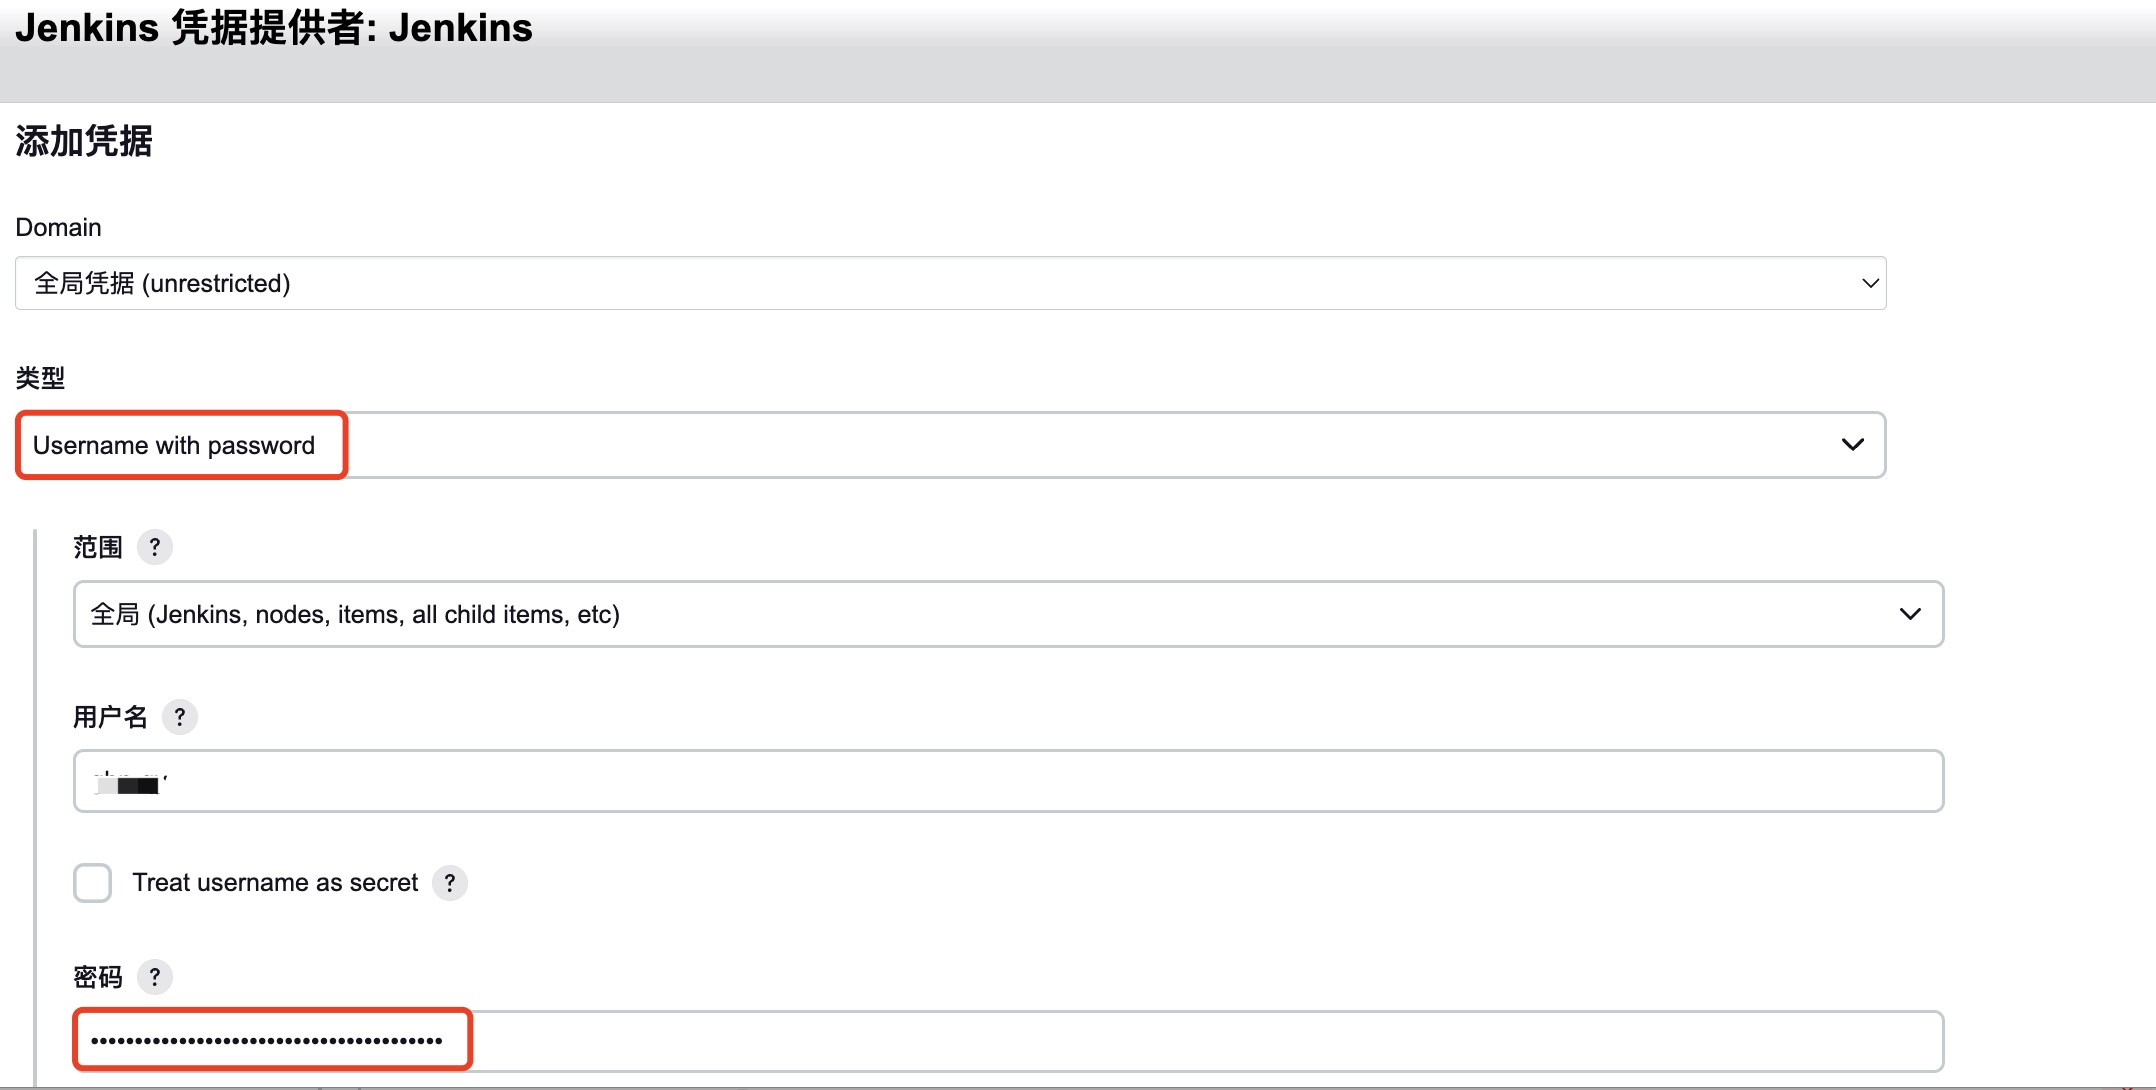 Jenkins 凭据提供者: Jenkins
添加凭据
Domain
全局凭据 (unrestricted)
类型
Username with password
范围 ?
全局 (Jenkins, nodes, items, all child items, etc)
用户名 ?
Treat username as secret ?
密码 ?
••••••••••••••••••••••••••••••••••••••••